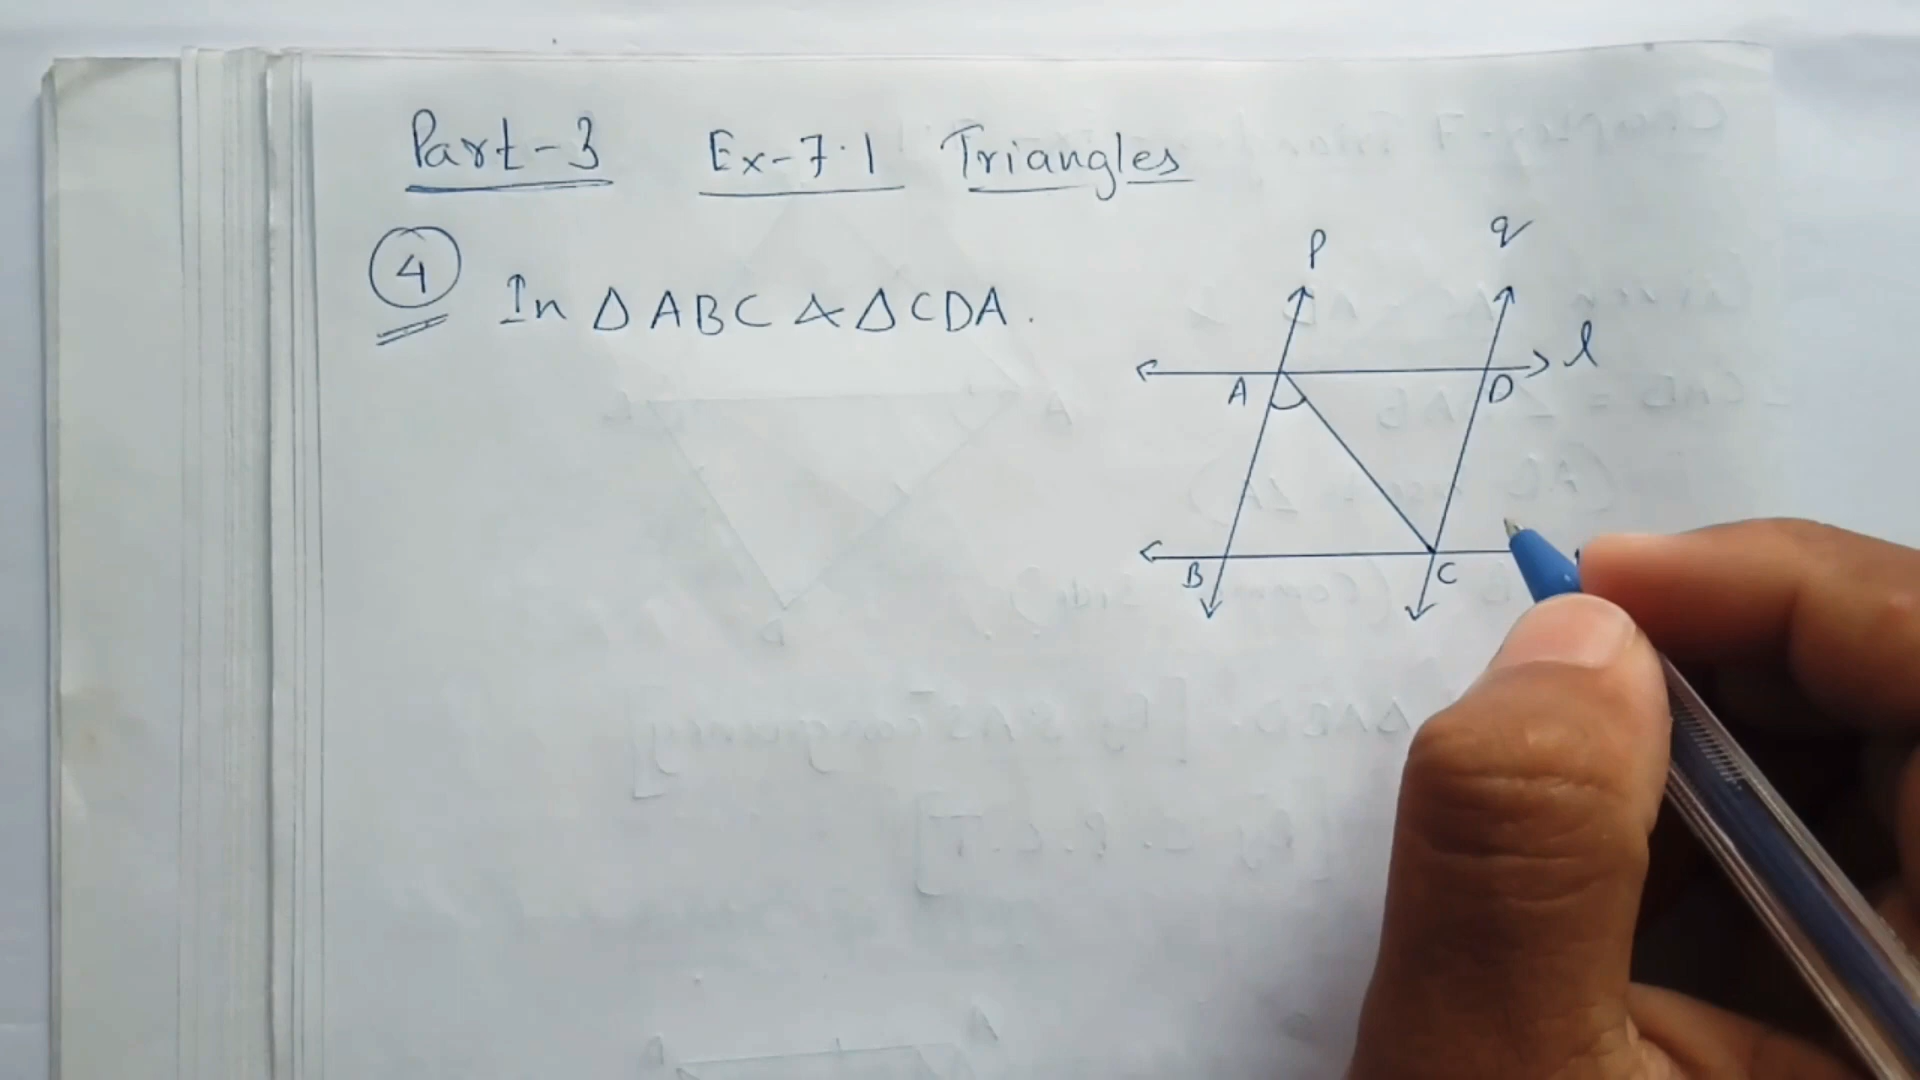 Part-3 Ex-7.1 Triangles
4 In △ABC & △CDA.
p q
l
A D
B C